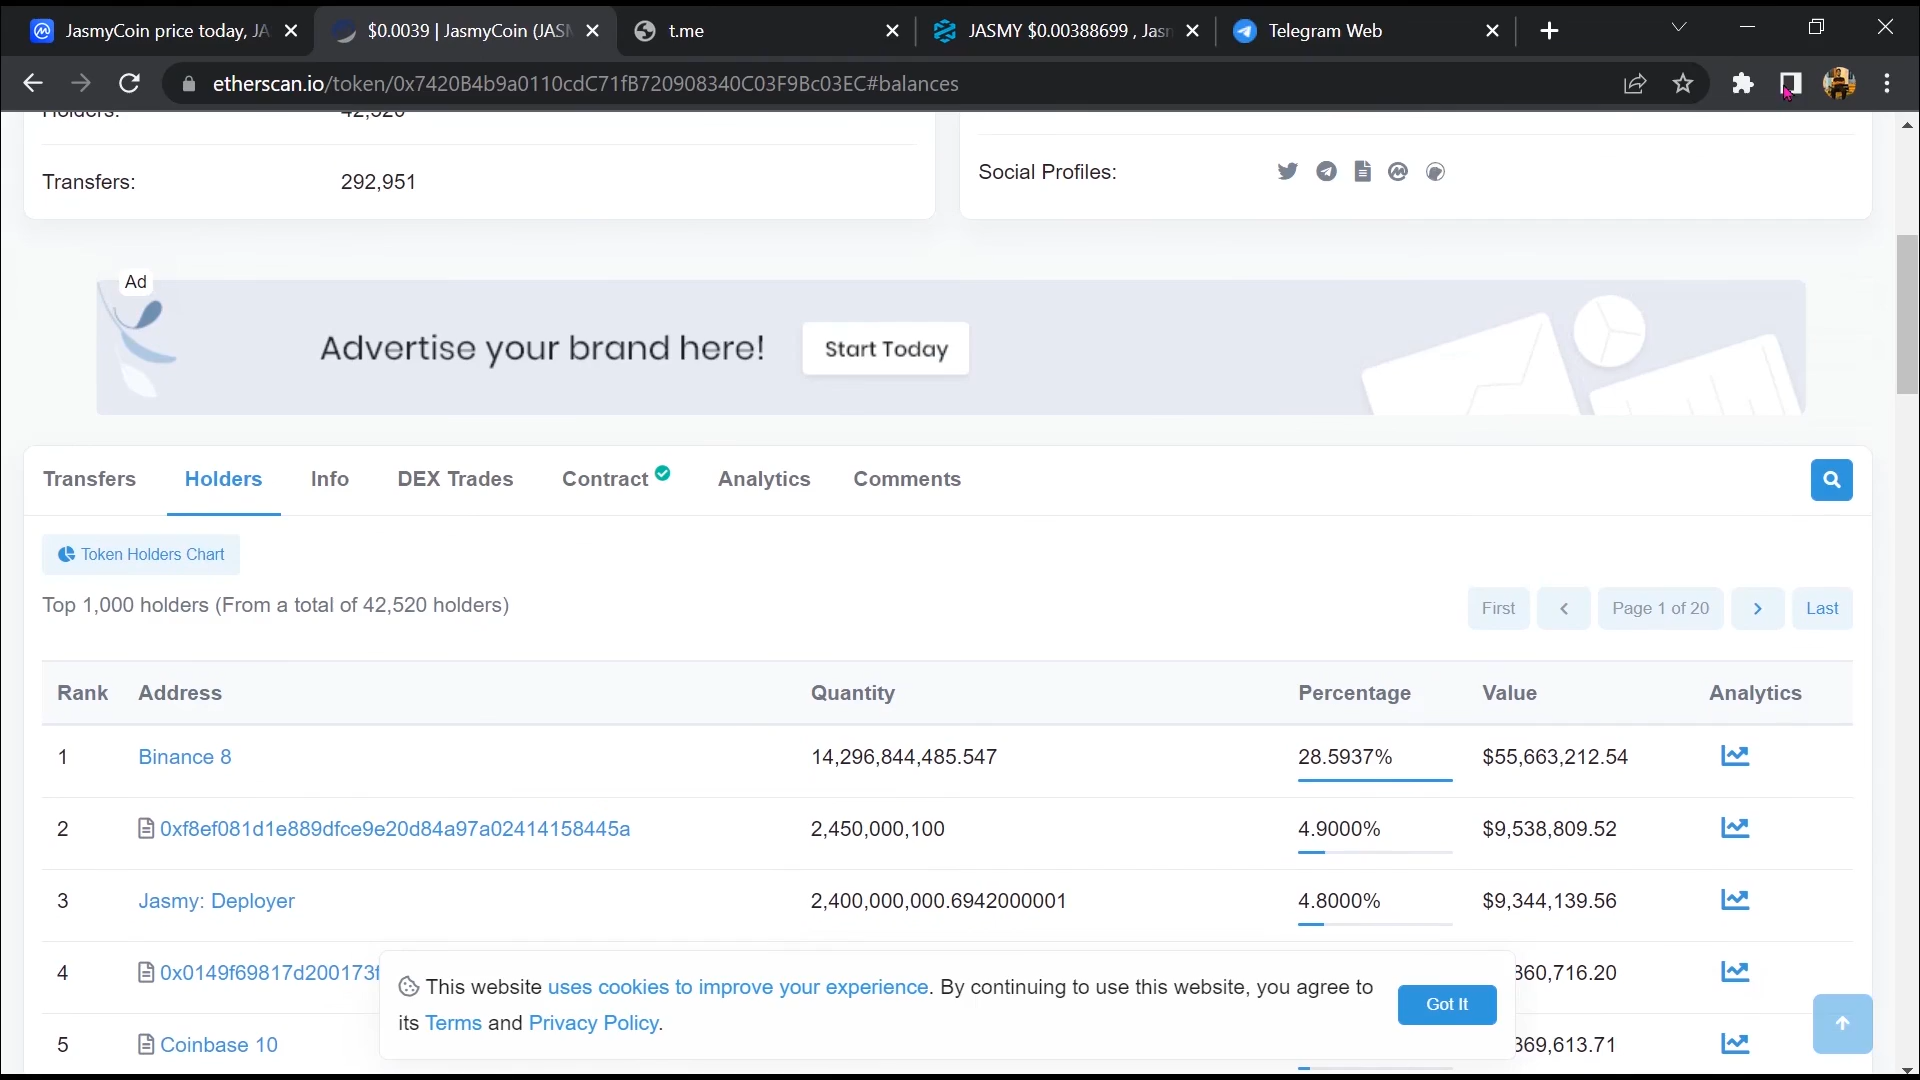 JasmyCoin price today, JA
$0.0039 | JasmyCoin (JASM
t.me
JASMY $0.00388699 , Jasm
Telegram Web
etherscan.io/token/0x7420B4b9a0110cdC71fB720908340C03F9Bc03EC#balances
Holders: 42,520
Transfers: 292,951
Social Profiles:
Ad
Advertise your brand here! Start Today
Transfers Holders Info DEX Trades Contract Analytics Comments
Token Holders Chart
Top 1,000 holders (From a total of 42,520 holders)
First Page 1 of 20 Last
Rank Address Quantity Percentage Value Analytics
1 Binance 8 14,296,844,485.547 28.5937% $55,663,212.54
2 0xf8ef081d1e889dfce9e20d84a97a02414158445a 2,450,000,100 4.9000% $9,538,809.52
3 Jasmy: Deployer 2,400,000,000.6942000001 4.8000% $9,344,139.56
4 0x0149f69817d200173f 860,716.20
5 Coinbase 10 369,613.71
This website uses cookies to improve your experience. By continuing to use this website, you agree to
its Terms and Privacy Policy.
Got It